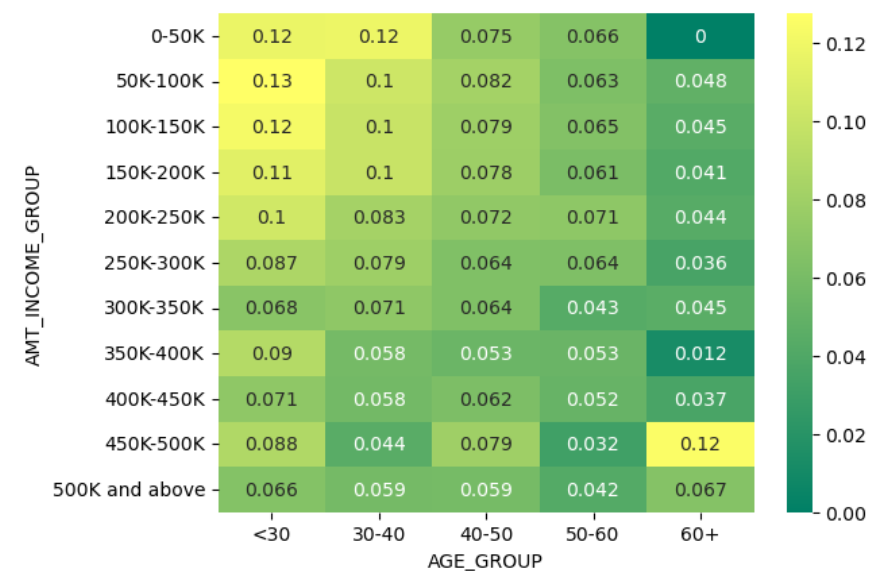 0-50K 0.12 0.12 0.075 0.066 0
50K-100K 0.13 0.1 0.082 0.063 0.048
100K-150K 0.12 0.1 0.079 0.065 0.045
150K-200K 0.11 0.1 0.078 0.061 0.041
200K-250K 0.1 0.083 0.072 0.071 0.044
250K-300K 0.087 0.079 0.064 0.064 0.036
300K-350K 0.068 0.071 0.064 0.043 0.045
350K-400K 0.09 0.058 0.053 0.053 0.012
400K-450K 0.071 0.058 0.062 0.052 0.037
450K-500K 0.088 0.044 0.079 0.032 0.12
500K and above 0.066 0.059 0.059 0.042 0.067
<30 30-40 40-50 50-60 60+
AGE_GROUP
AMT_INCOME_GROUP
0.12
0.10
0.08
0.06
0.04
0.02
0.00